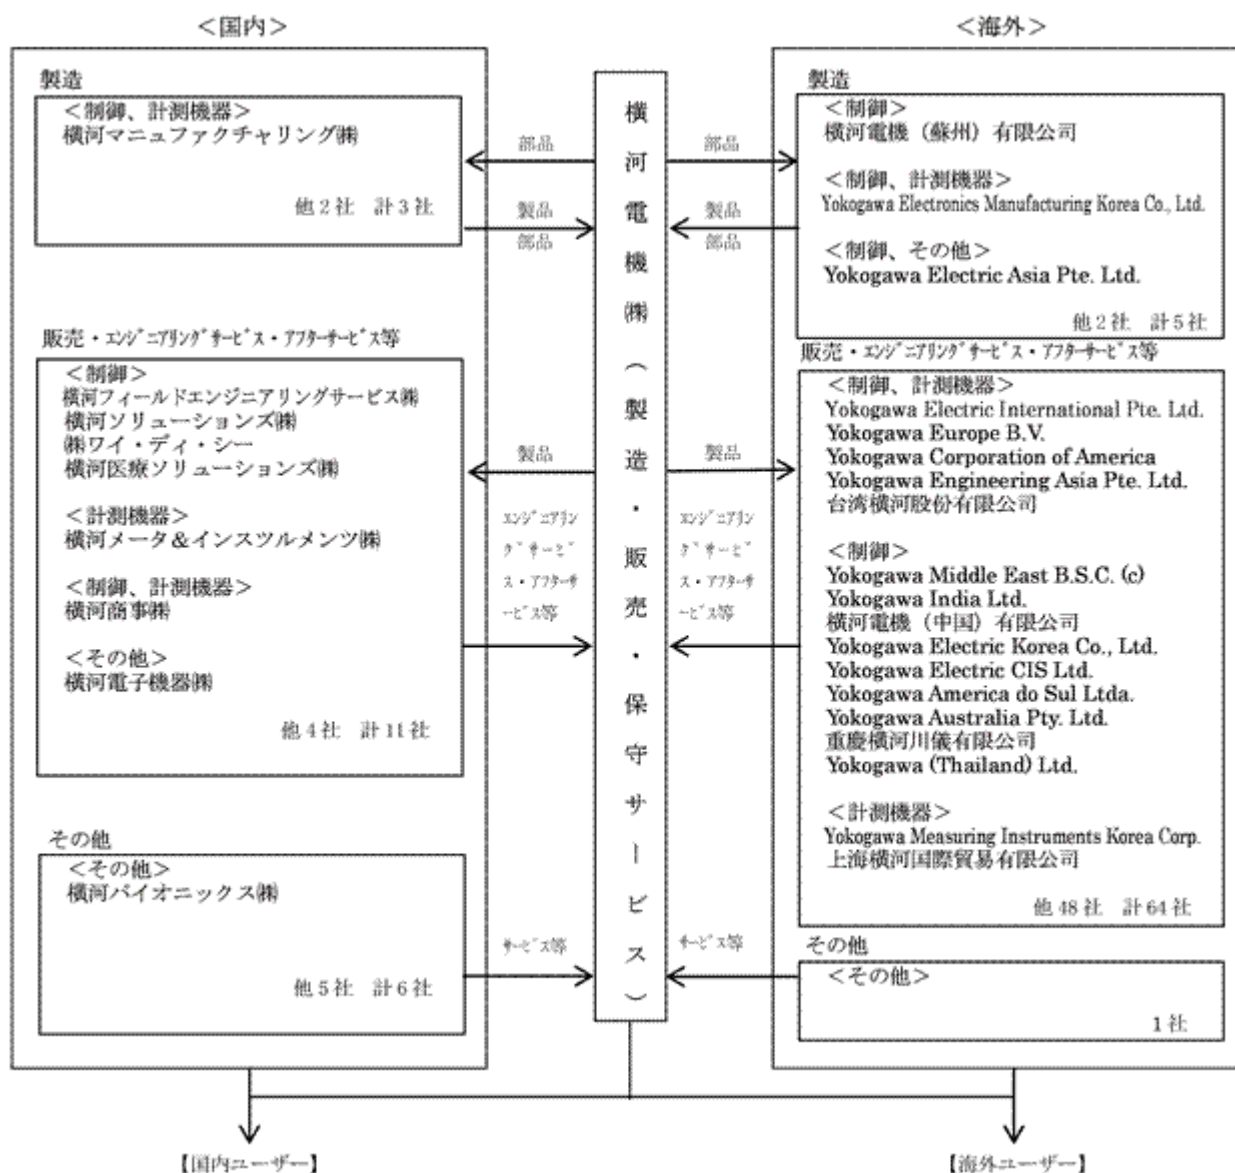 ＜国内＞
製造
＜制御、計測機器＞
横河マニュファクチャリング㈱
他2社　計3社
販売・ｴﾝｼﾞﾆｱﾘﾝｸﾞｻｰﾋﾞｽ・ｱﾌﾀｰｻｰﾋﾞｽ等
＜制御＞
横河フィールドエンジニアリングサービス㈱
横河ソリューションズ㈱
㈱ワイ・ディ・シー
横河医療ソリューションズ㈱
＜計測機器＞
横河メータ＆インスツルメンツ㈱
＜制御、計測機器＞
横河商事㈱
＜その他＞
横河電子機器㈱
他4社　計11社
その他
＜その他＞
横河パイオニックス㈱
他5社　計6社
部品
製品
部品
製品
ｴﾝｼﾞﾆｱﾘﾝ
ｸﾞｻｰﾋﾞ
ｽ・ｱﾌﾀｰｻ
ｰﾋﾞｽ等
ｻｰﾋﾞｽ等
横河電機㈱（製造・販売・保守サービス）
部品
製品
部品
製品
ｴﾝｼﾞﾆｱﾘﾝ
ｸﾞｻｰﾋﾞ
ｽ・ｱﾌﾀｰｻ
ｰﾋﾞｽ等
ｻｰﾋﾞｽ等
＜海外＞
製造
＜制御＞
横河電機（蘇州）有限公司
＜制御、計測機器＞
Yokogawa Electronics Manufacturing Korea Co., Ltd.
＜制御、その他＞
Yokogawa Electric Asia Pte. Ltd.
他2社　計5社
販売・ｴﾝｼﾞﾆｱﾘﾝｸﾞｻｰﾋﾞｽ・ｱﾌﾀｰｻｰﾋﾞｽ等
＜制御、計測機器＞
Yokogawa Electric International Pte. Ltd.
Yokogawa Europe B.V.
Yokogawa Corporation of America
Yokogawa Engineering Asia Pte. Ltd.
台湾横河股份有限公司
＜制御＞
Yokogawa Middle East B.S.C. (c)
Yokogawa India Ltd.
横河電機（中国）有限公司
Yokogawa Electric Korea Co., Ltd.
Yokogawa Electric CIS Ltd.
Yokogawa America do Sul Ltda.
Yokogawa Australia Pty. Ltd.
重慶横河川儀有限公司
Yokogawa (Thailand) Ltd.
＜計測機器＞
Yokogawa Measuring Instruments Korea Corp.
上海横河国際貿易有限公司
他48社　計64社
その他
＜その他＞
1社
【国内ユーザー】
【海外ユーザー】